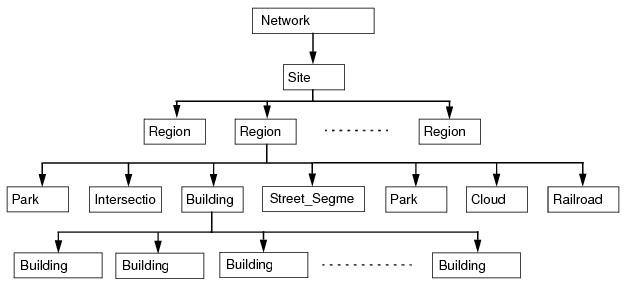 Network
Site
Region Region Region
Park Intersectio Building Street_Segme Park Cloud Railroad
Building Building Building Building